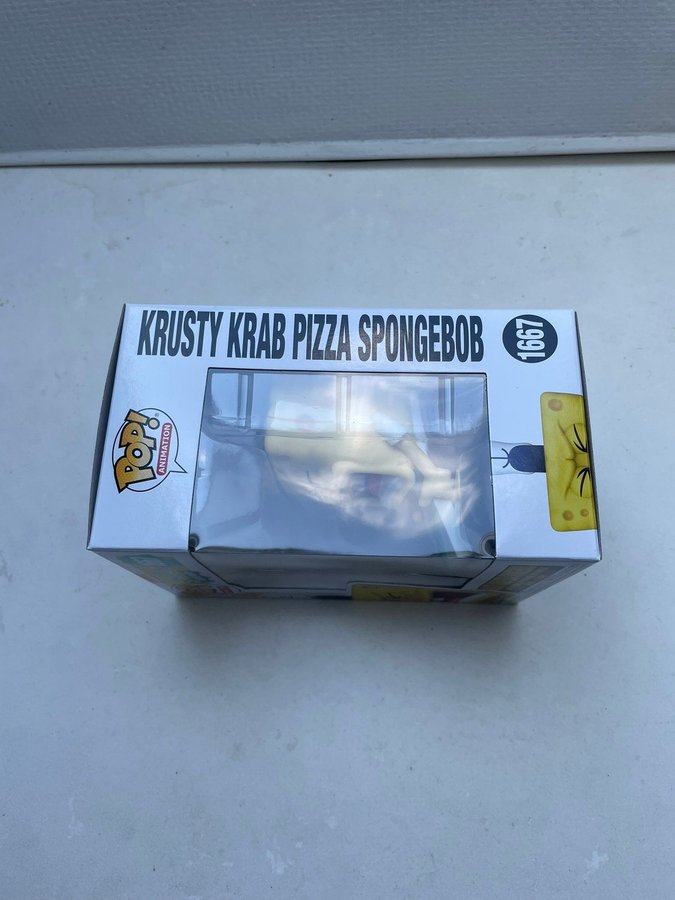 KRUSTY KRAB PIZZA SPONGEBOB
1667
POP!
ANIMATION